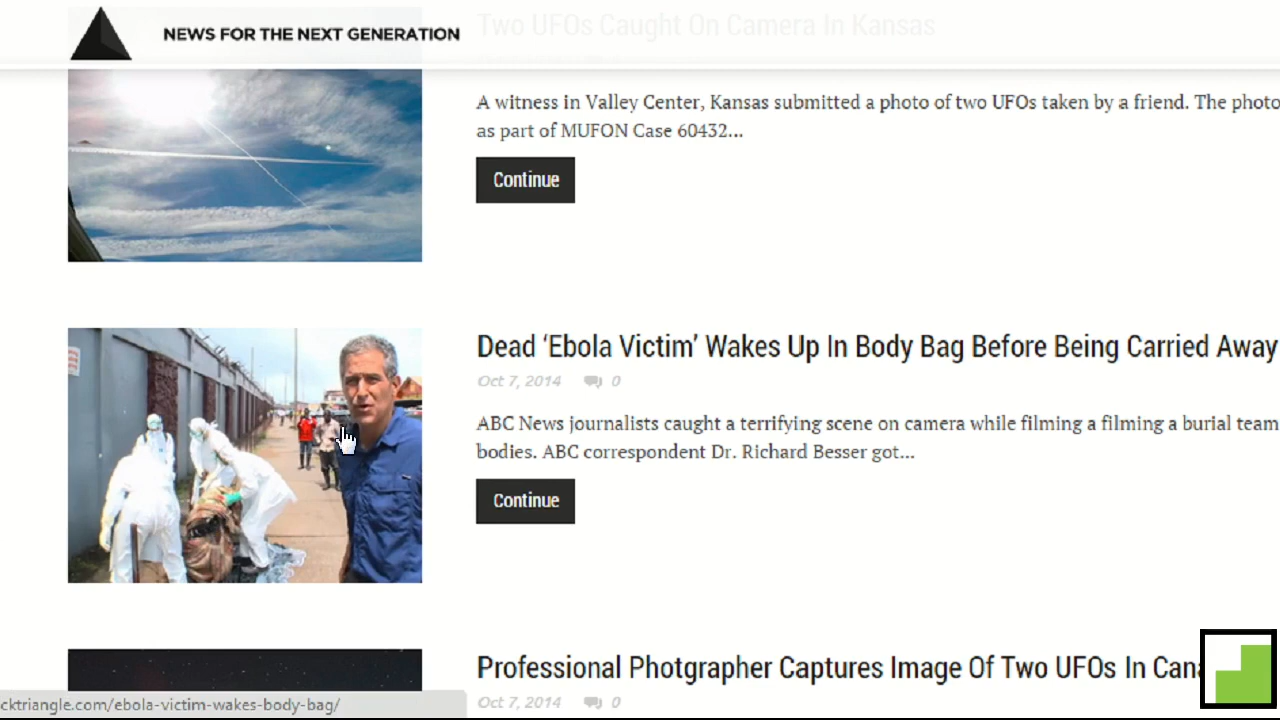 NEWS FOR THE NEXT GENERATION
Two UFOs Caught On Camera In Kansas
A witness in Valley Center, Kansas submitted a photo of two UFOs taken by a friend. The photo
as part of MUFON Case 60432...
Continue
Dead ‘Ebola Victim’ Wakes Up In Body Bag Before Being Carried Away
Oct 7, 2014 0
ABC News journalists caught a terrifying scene on camera while filming a filming a burial team
bodies. ABC correspondent Dr. Richard Besser got...
Continue
Professional Photgrapher Captures Image Of Two UFOs In Cana
Oct 7, 2014 0
cktriangle.com/ebola-victim-wakes-body-bag/